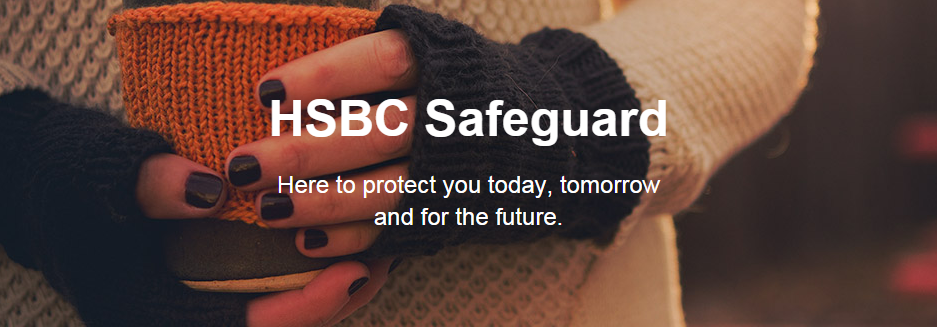 HSBC Safeguard
Here to protect you today, tomorrow
and for the future.